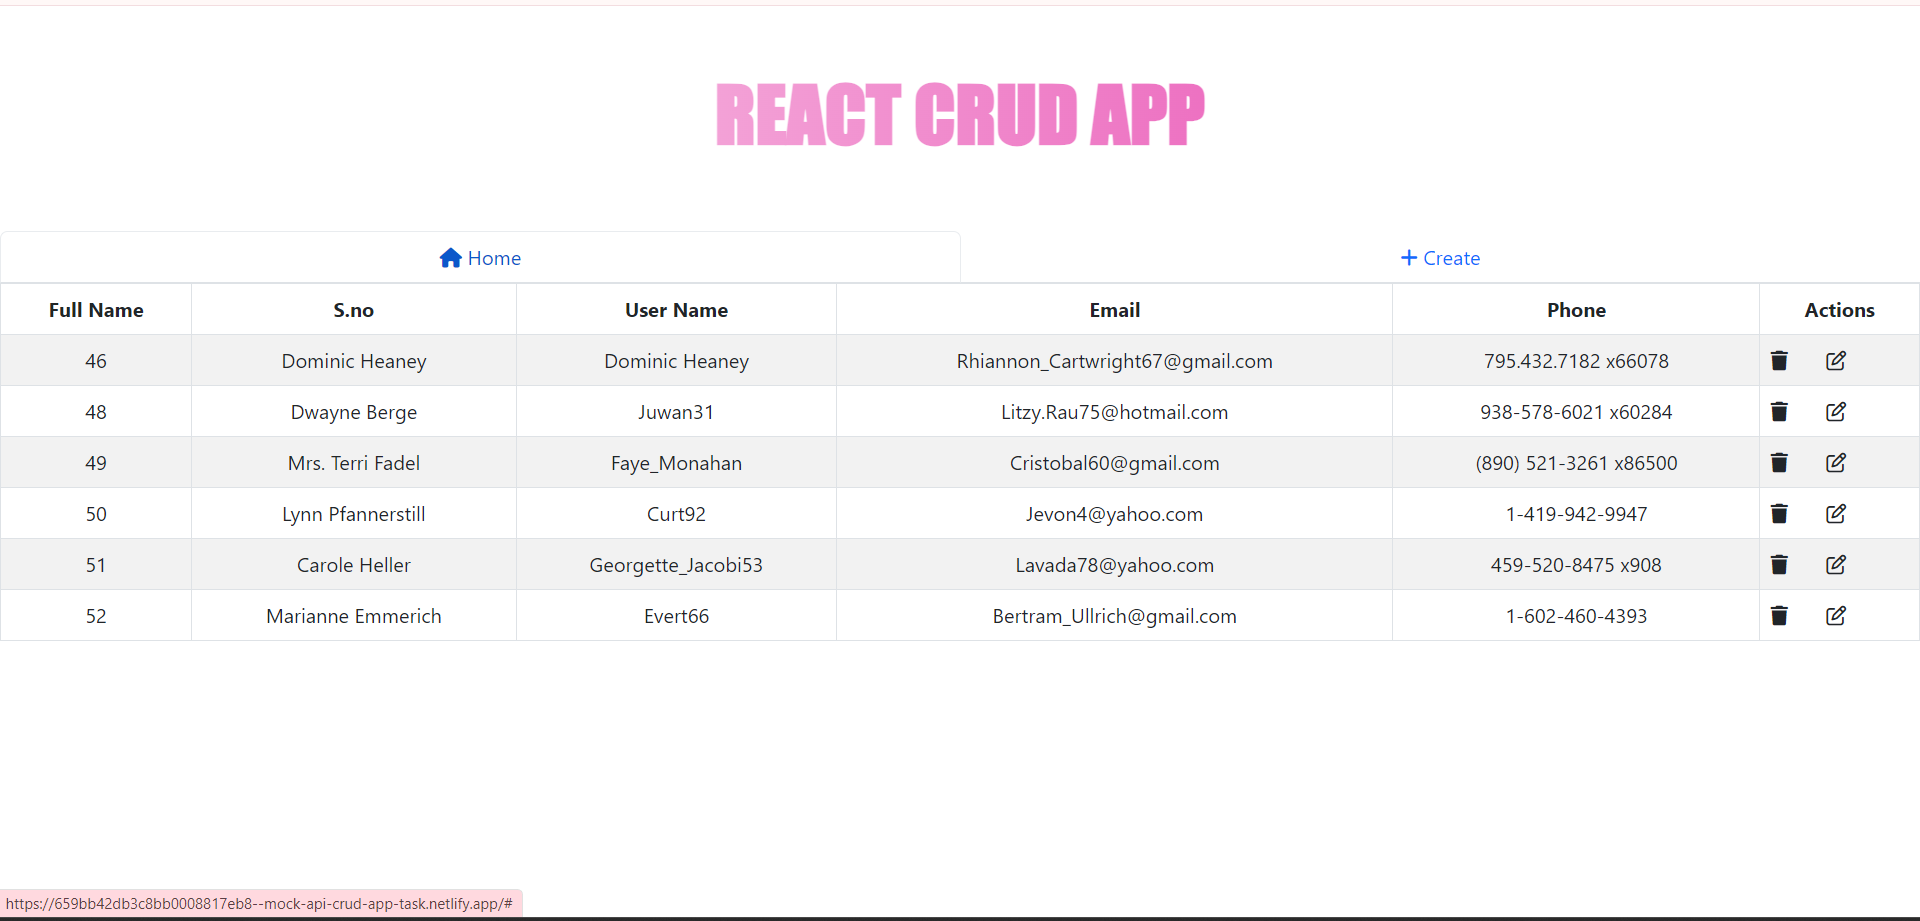 REACT CRUD APP
Home Create
Full Name S.no User Name Email Phone Actions
46 Dominic Heaney Dominic Heaney Rhiannon_Cartwright67@gmail.com 795.432.7182 x66078
48 Dwayne Berge Juwan31 Litzy.Rau75@hotmail.com 938-578-6021 x60284
49 Mrs. Terri Fadel Faye_Monahan Cristobal60@gmail.com (890) 521-3261 x86500
50 Lynn Pfannerstill Curt92 Jevon4@yahoo.com 1-419-942-9947
51 Carole Heller Georgette_Jacobi53 Lavada78@yahoo.com 459-520-8475 x908
52 Marianne Emmerich Evert66 Bertram_Ullrich@gmail.com 1-602-460-4393
https://659bb42db3c8bb0008817eb8--mock-api-crud-app-task.netlify.app/#